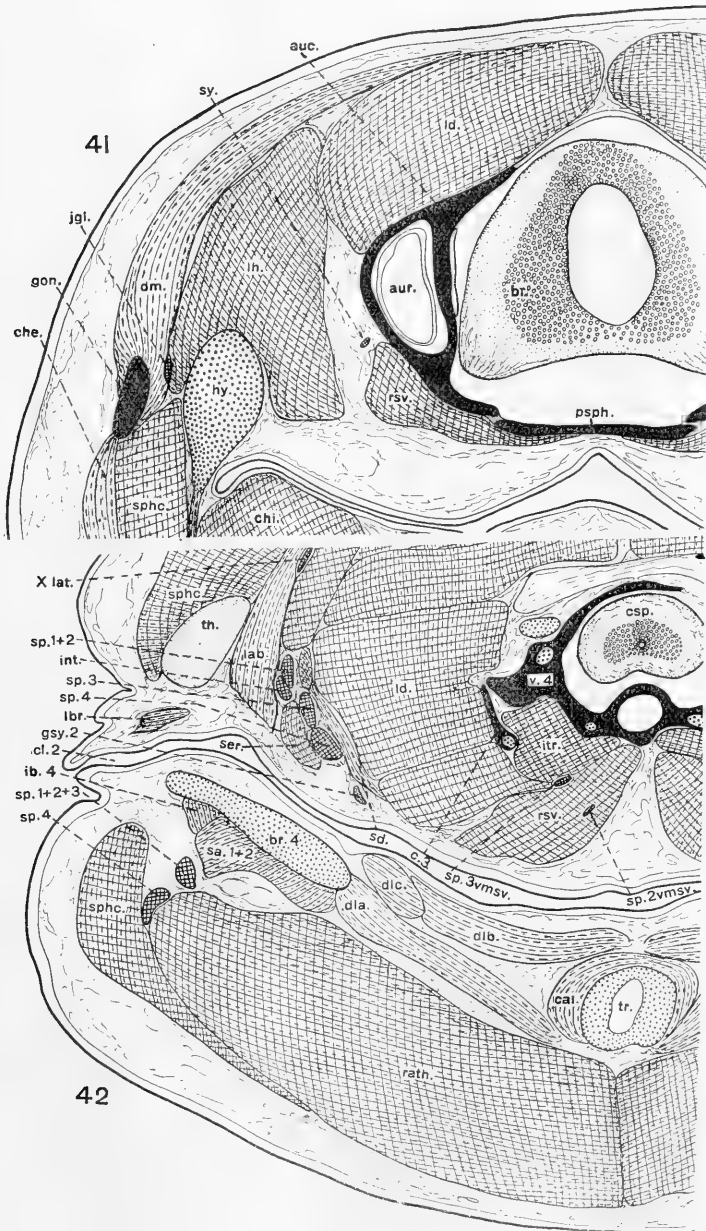 auc.
sy.
ld.
41
jgl.
gon.
dm.
lh.
che.
aur.
br.
hy
rsv.
psph.
sphc.
chi.
X lat.
sphc.
csp.
sp.1+2
th.
int.
lab
sp.3
ld.
v.4
sp.4
lbr.
gsy.2
ser.
itr.
cl.2
ib.4
rsv.
sp.1+2+3
br.4
sp.4
sd.
c.3
sp.3vmsv.
sp.2vmsv.
sa.1+2
dlc.
sphc.
dla.
dlb.
cal.
tr.
rath.
42